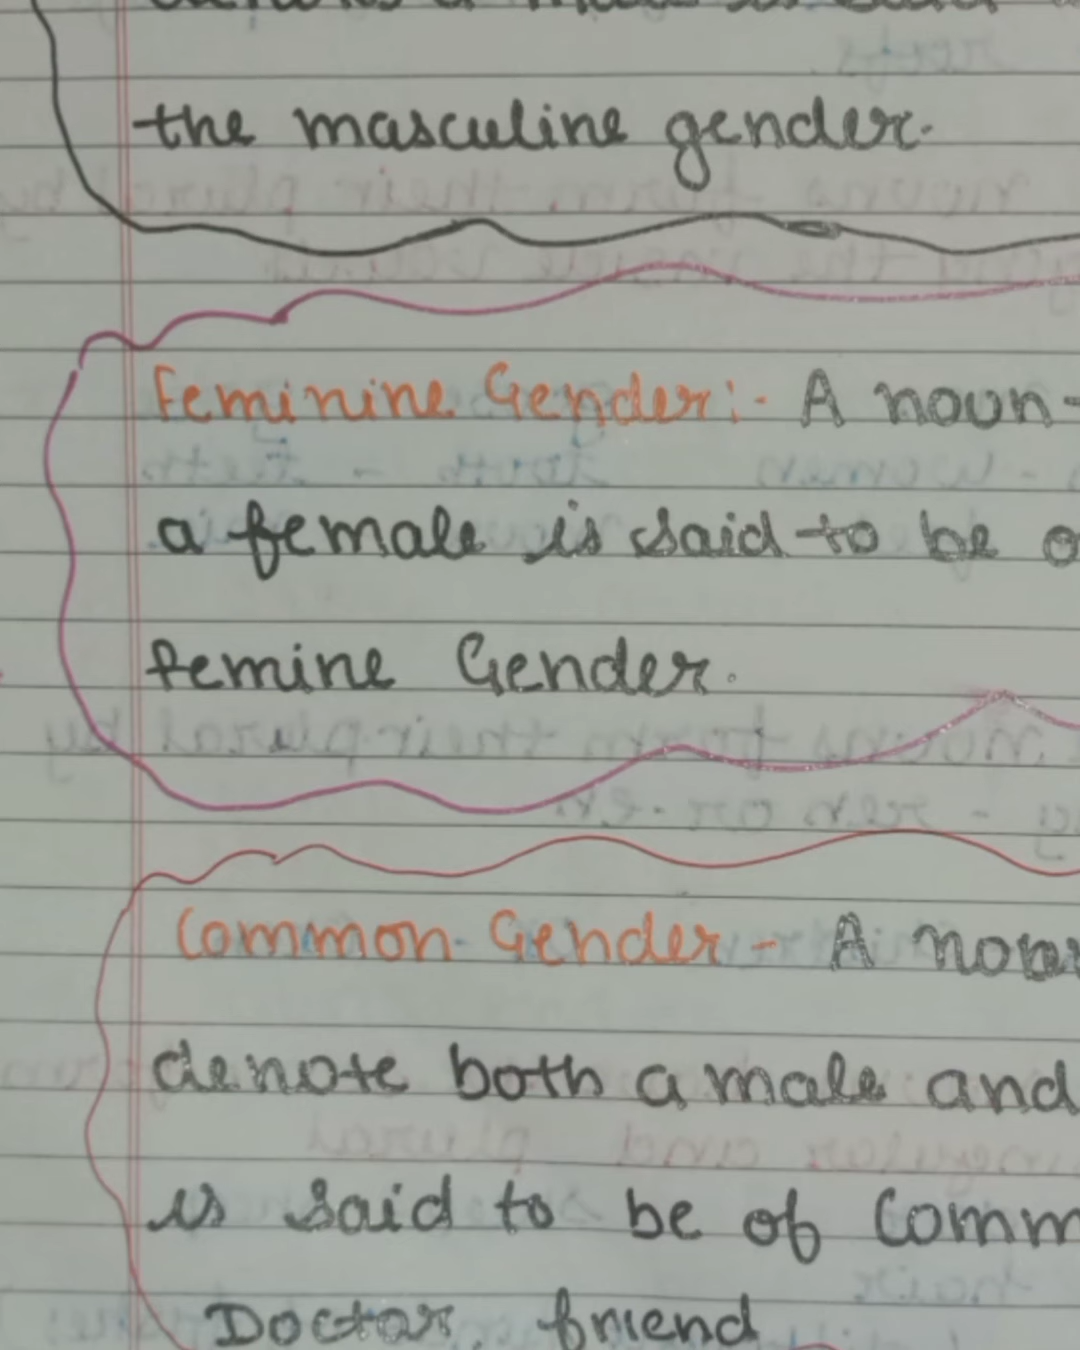 the masculine gender.
Feminine Gender:- A noun-
a female is said to be
femine Gender.
Common Gender - A
denote both a male and
is said to be of Comm
Doctor, friend